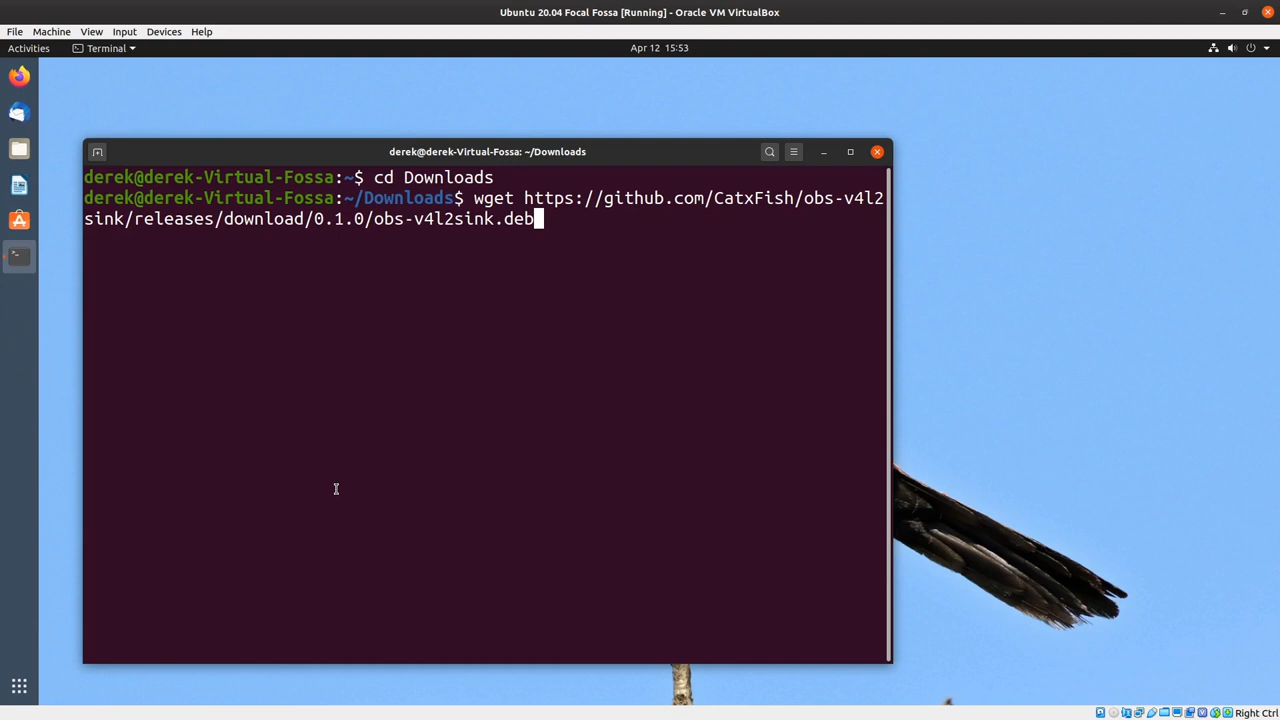 Ubuntu 20.04 Focal Fossa [Running] - Oracle VM VirtualBox
File Machine View Input Devices Help
Activities Terminal Apr 12 15:53
derek@derek-Virtual-Fossa: ~/Downloads
derek@derek-Virtual-Fossa:~$ cd Downloads
derek@derek-Virtual-Fossa:~/Downloads$ wget https://github.com/CatxFish/obs-v4l2
sink/releases/download/0.1.0/obs-v4l2sink.deb
Right Ctrl